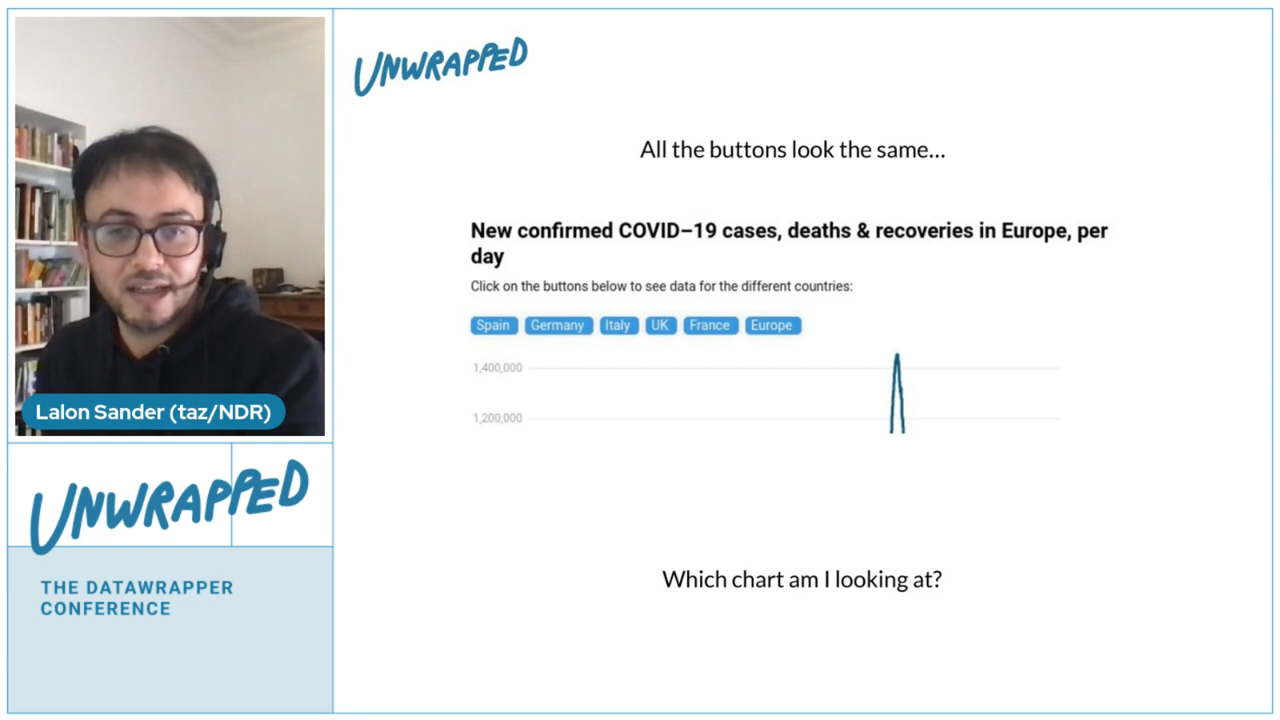 UNWRAPPED
All the buttons look the same...
New confirmed COVID–19 cases, deaths & recoveries in Europe, per
day
Click on the buttons below to see data for the different countries:
Spain Germany Italy UK France Europe
1,400,000
1,200,000
Lalon Sander (taz/NDR)
UNWRAPPED
THE DATAWRAPPER
CONFERENCE
Which chart am I looking at?